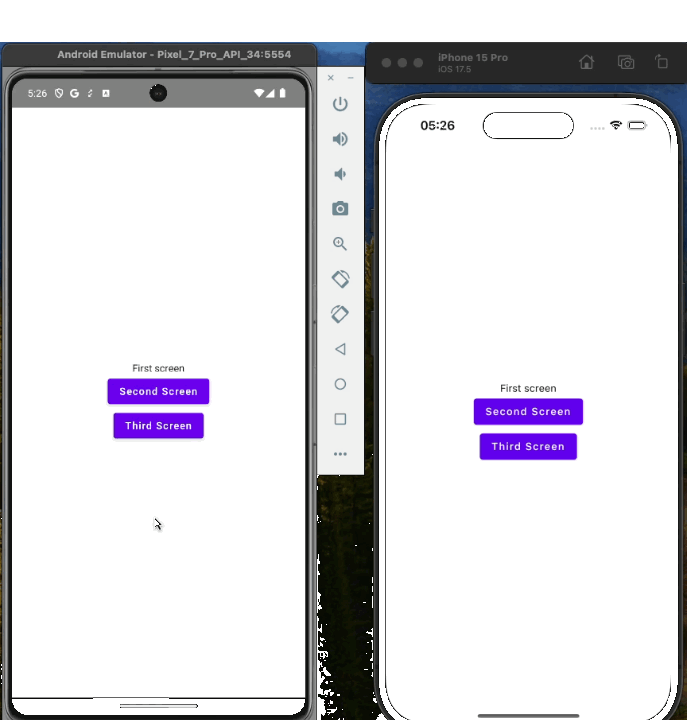 Android Emulator - Pixel_7_Pro_API_34:5554
5:26
First screen
Second Screen
Third Screen
iPhone 15 Pro
iOS 17.5
05:26
First screen
Second Screen
Third Screen